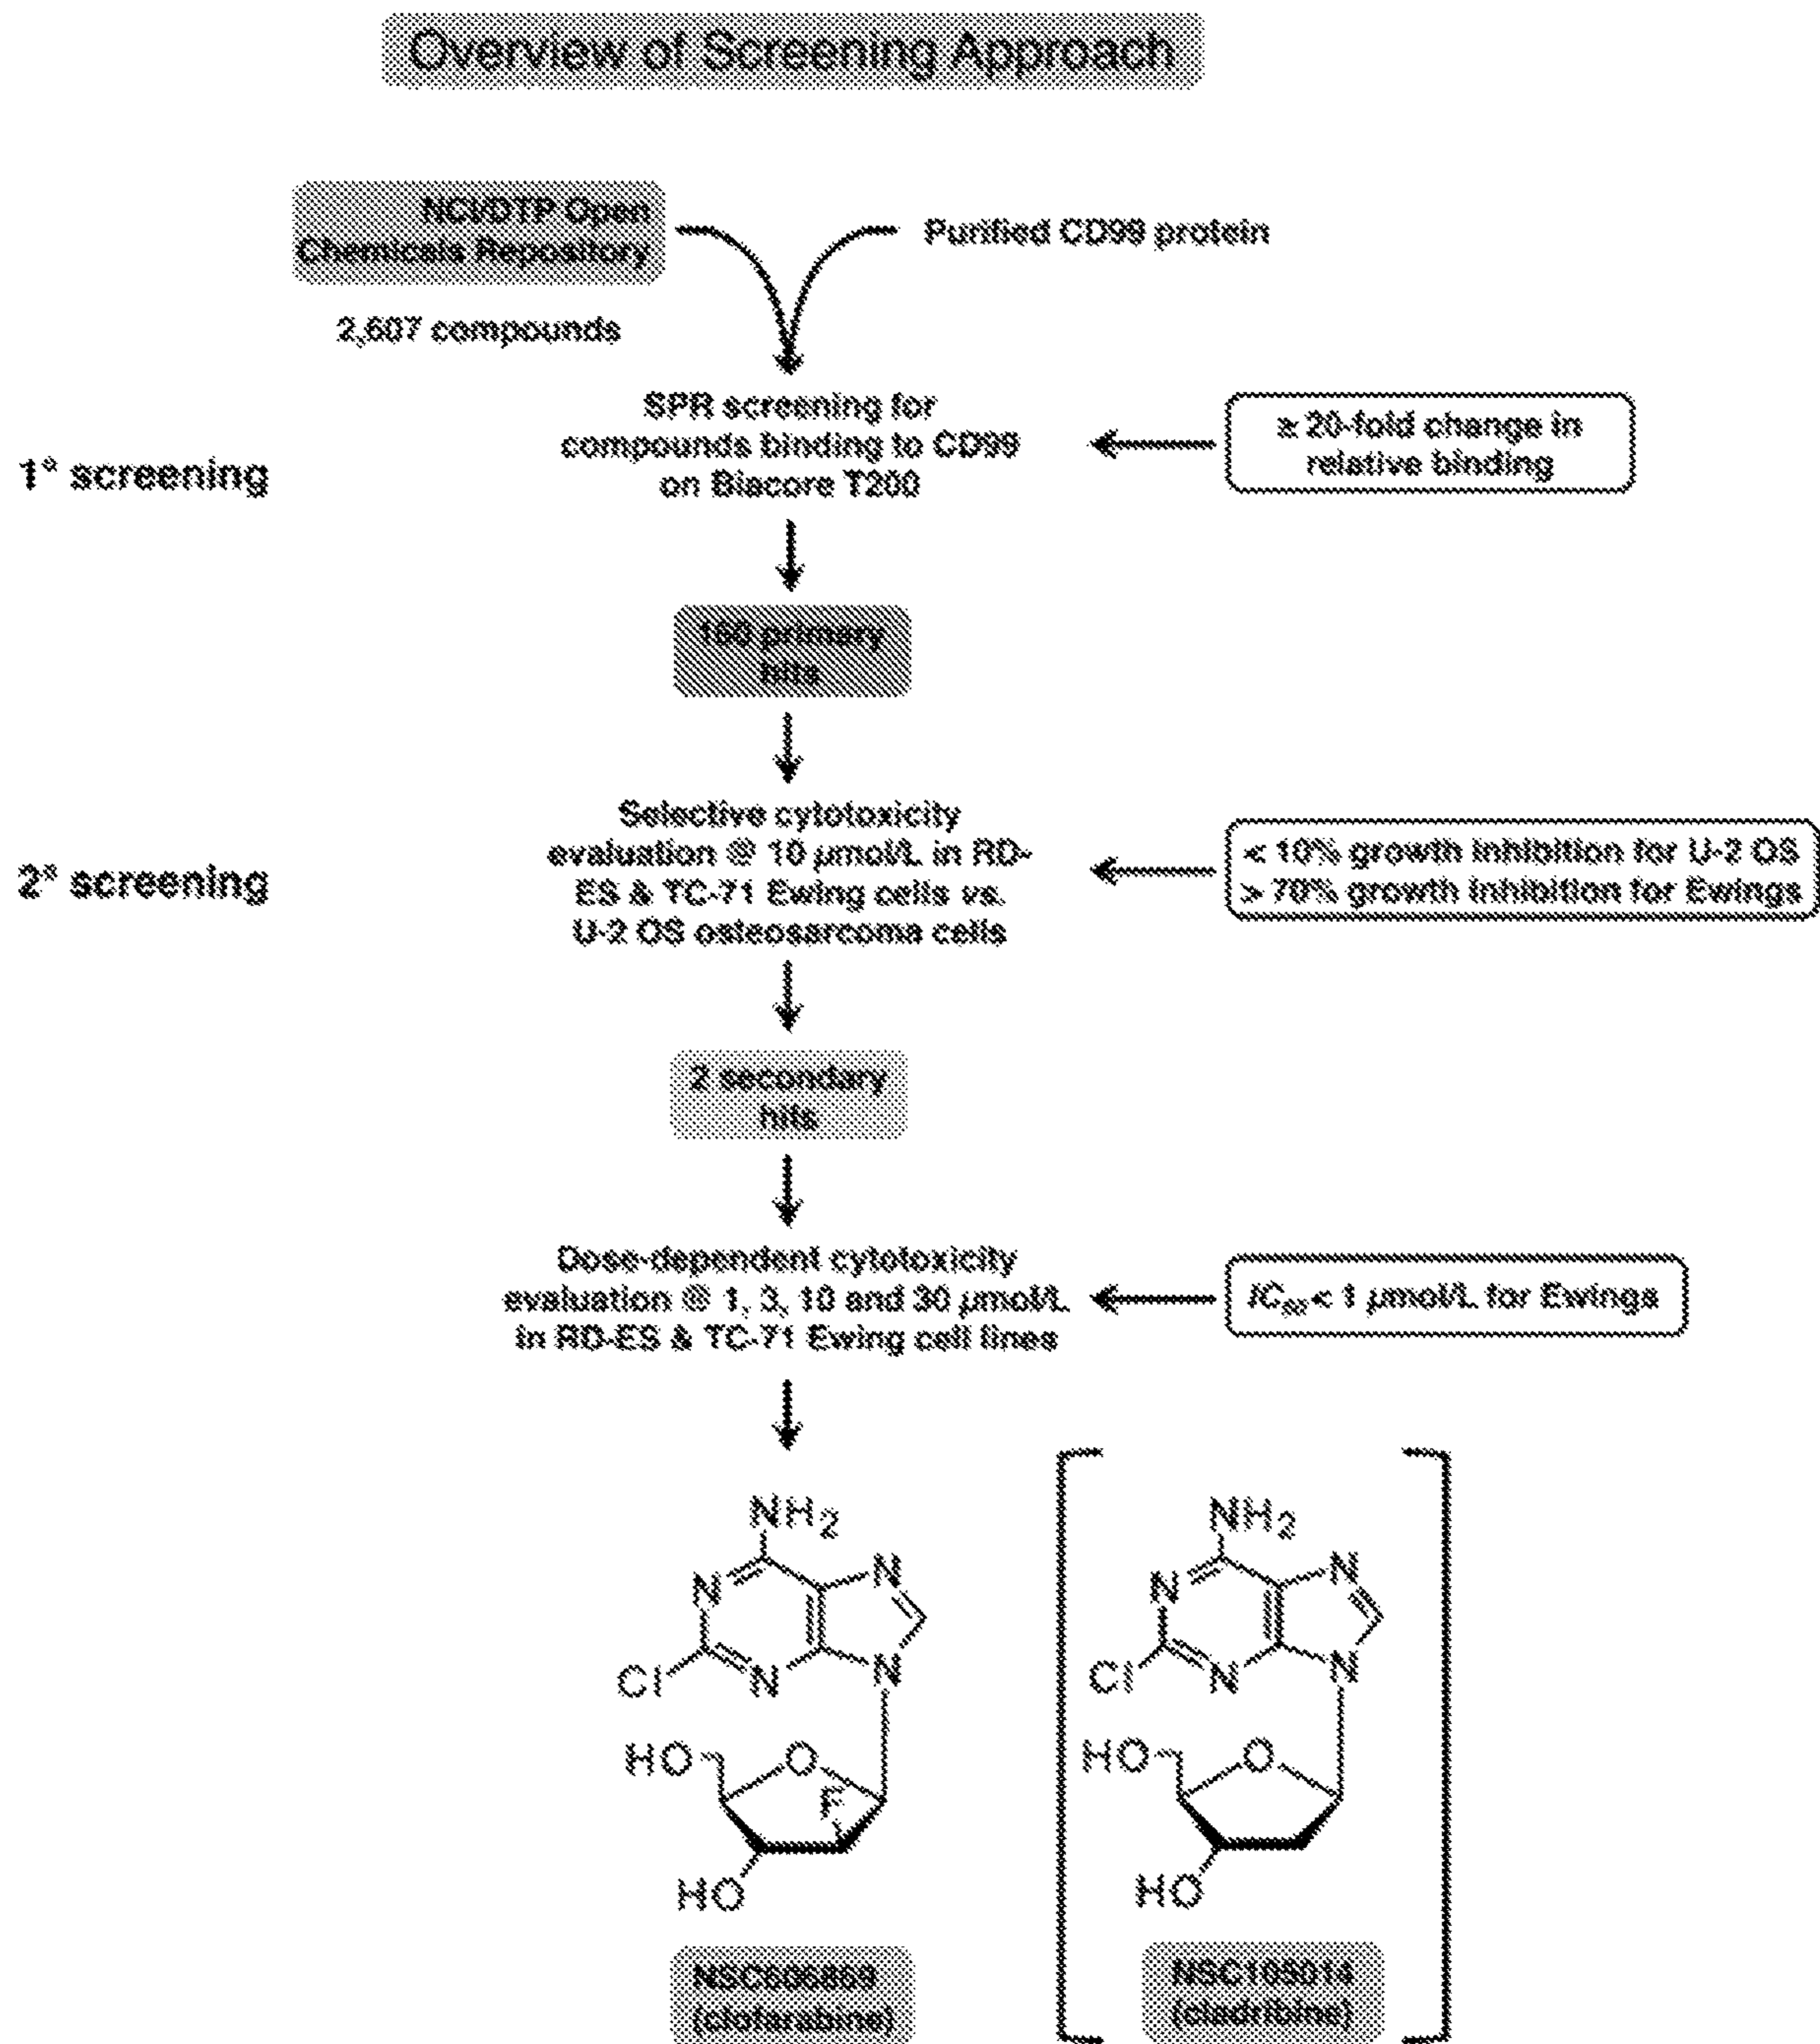 Overview of Screening Approach
NCI/DTP Open
Chemicals Repository
Purified CD99 protein
2,607 compounds
1° screening
SPR screening for
compounds binding to CD99
on Biacore T200
≥ 20-fold change in
relative binding
160 primary
hits
2° screening
Selective cytotoxicity
evaluation @ 10 μmol/L in RD-
ES & TC-71 Ewing cells vs.
U-2 OS osteosarcoma cells
< 10% growth inhibition for U-2 OS
> 70% growth inhibition for Ewings
2 secondary
hits
Dose-dependent cytotoxicity
evaluation @ 1, 3, 10 and 30 μmol/L
in RD-ES & TC-71 Ewing cell lines
IC50 < 1 μmol/L for Ewings
NH2
N
N
N
N
Cl
HO
O
F
HO
NSC606869
(clofarabine)
NH2
N
N
N
N
Cl
HO
O
HO
NSC105014
(cladribine)